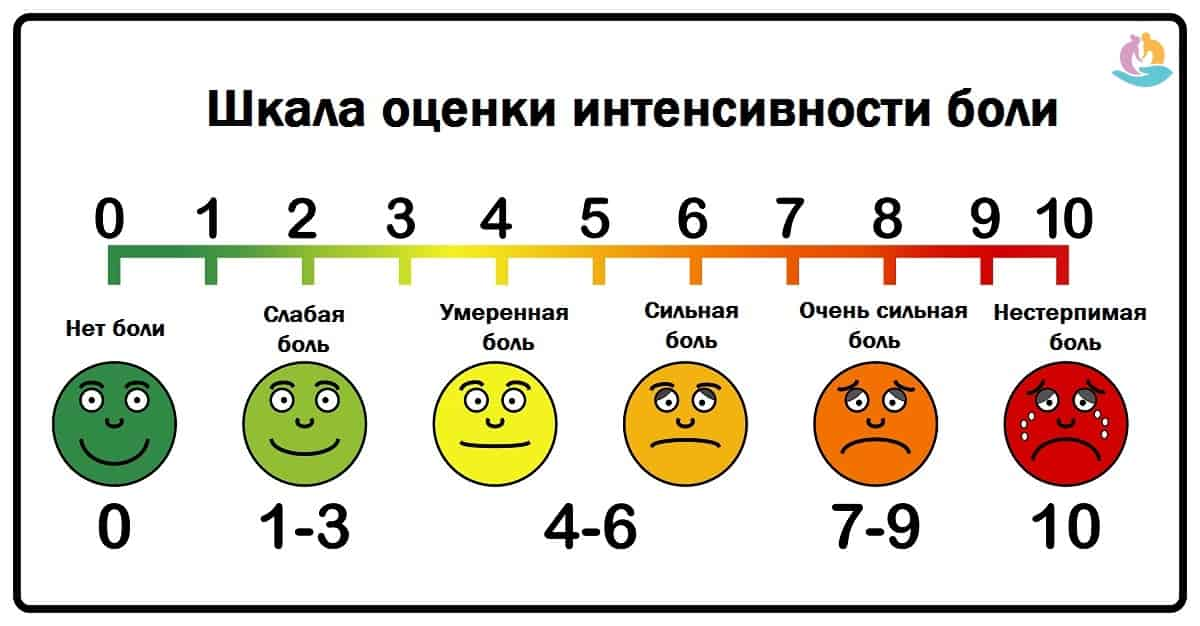 Шкала оценки интенсивности боли
0 1 2 3 4 5 6 7 8 9 10
Нет боли
Слабая
боль
Умеренная
боль
Сильная
боль
Очень сильная
боль
Нестерпимая
боль
0 1-3 4-6 7-9 10